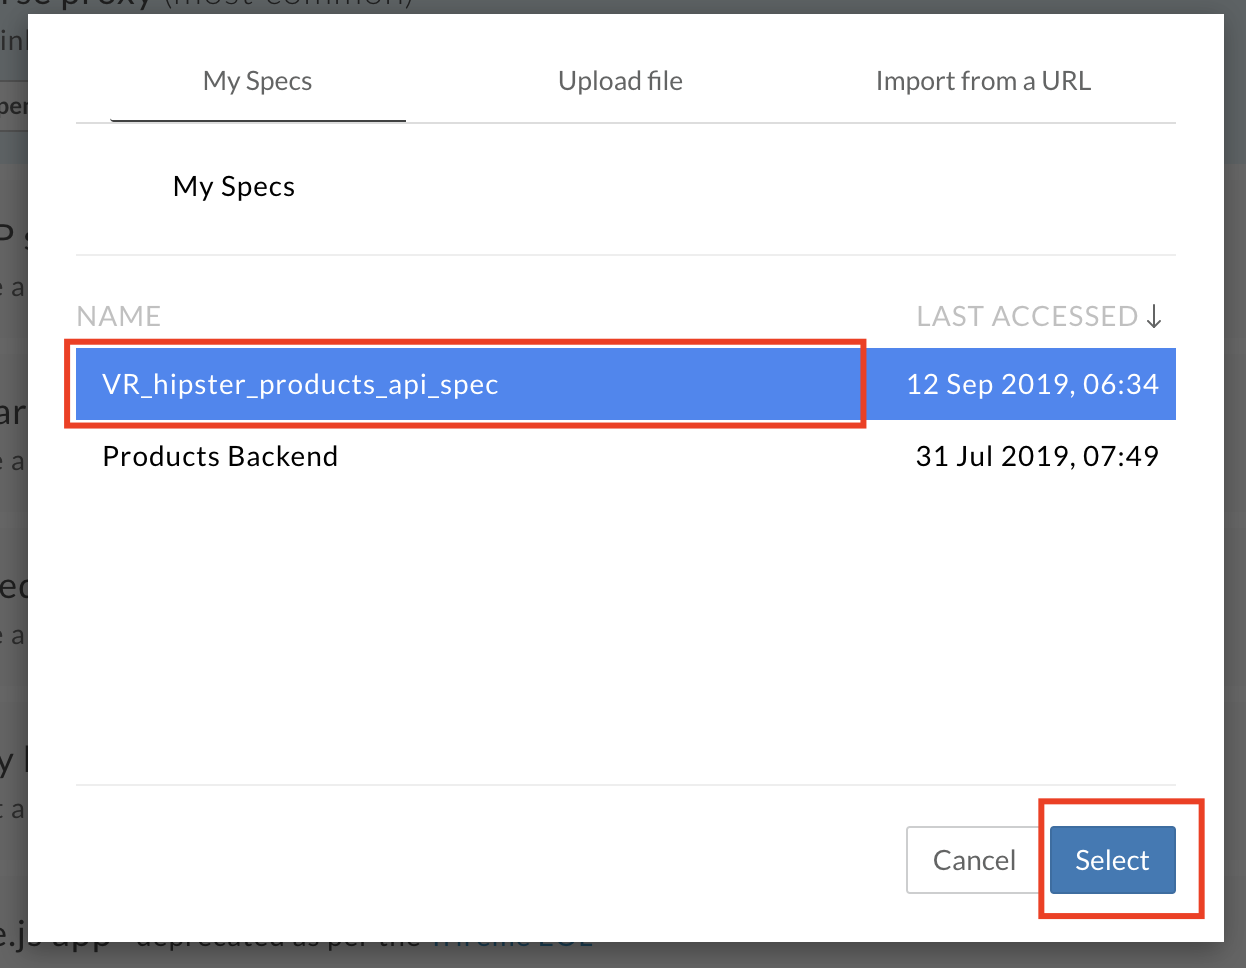 My Specs
Upload file
Import from a URL
My Specs
NAME
LAST ACCESSED ↓
VR_hipster_products_api_spec
12 Sep 2019, 06:34
Products Backend
31 Jul 2019, 07:49
Cancel
Select